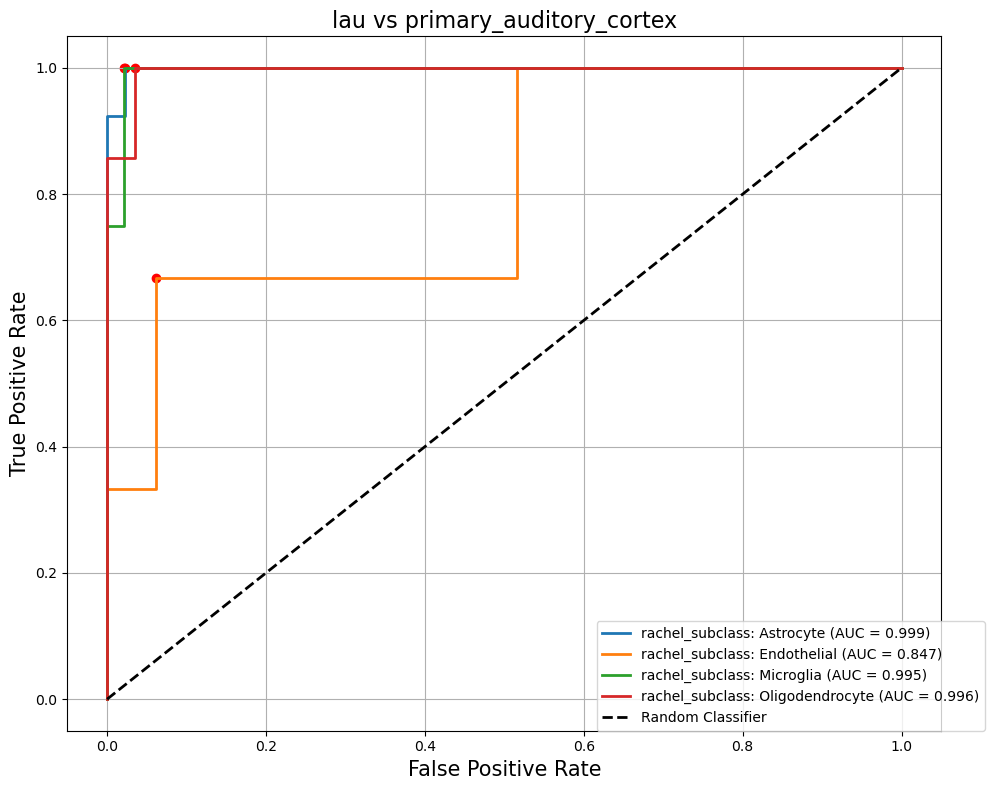 lau vs primary_auditory_cortex
True Positive Rate
1.0
0.8
0.6
0.4
0.2
0.0
rachel_subclass: Astrocyte (AUC = 0.999)
rachel_subclass: Endothelial (AUC = 0.847)
rachel_subclass: Microglia (AUC = 0.995)
rachel_subclass: Oligodendrocyte (AUC = 0.996)
Random Classifier
0.0 0.2 0.4 0.6 0.8 1.0
False Positive Rate